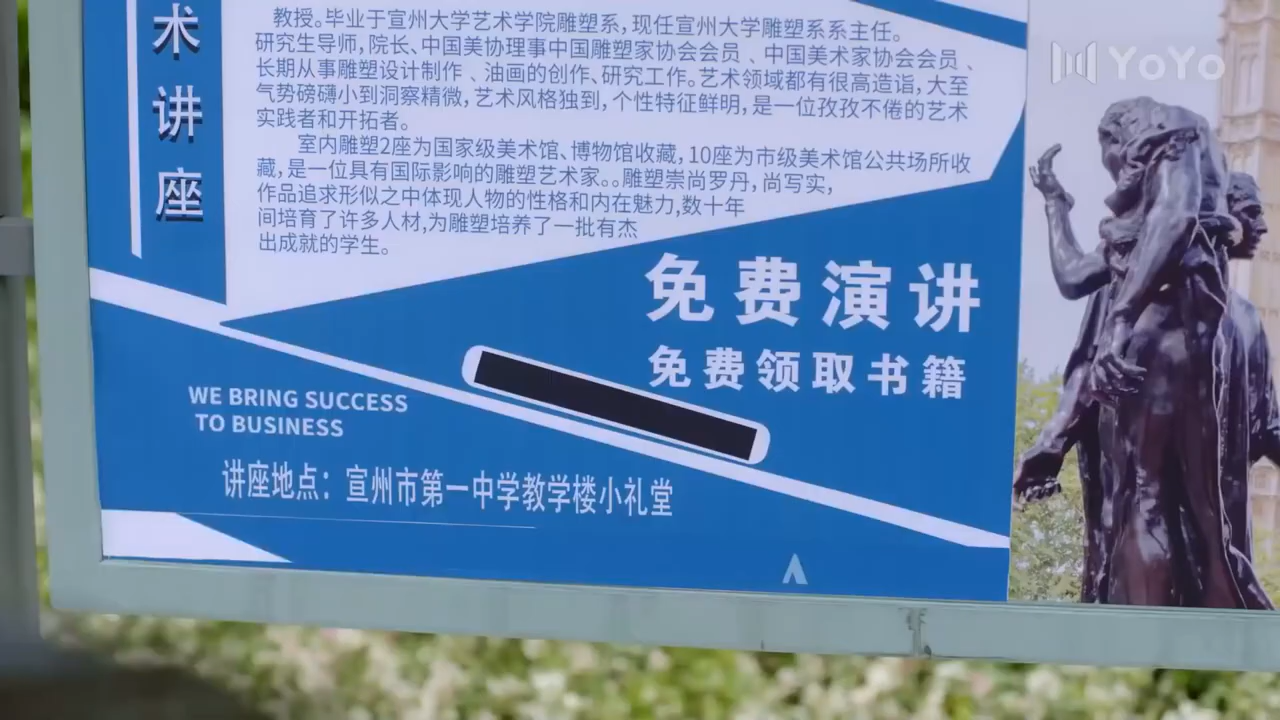 术讲座
教授。毕业于宣州大学艺术学院雕塑系，现任宣州大学雕塑系系主任。
研究生导师，院长、中国美协理事中国雕塑家协会会员 、中国美术家协会会员 、
长期从事雕塑设计制作 、油画的创作、研究工作。艺术领域都有很高造诣，大至
气势磅礴小到洞察精微，艺术风格独到，个性特征鲜明，是一位孜孜不倦的艺术
实践者和开拓者。
室内雕塑2座为国家级美术馆、博物馆收藏，10座为市级美术馆公共场所收
藏，是一位具有国际影响的雕塑艺术家。。雕塑崇尚罗丹，尚写实，
作品追求形似之中体现人物的性格和内在魅力,数十年
间培育了许多人材,为雕塑培养了一批有杰
出成就的学生。
免费演讲
免费领取书籍
WE BRING SUCCESS
TO BUSINESS
讲座地点：宣州市第一中学教学楼小礼堂
YoYo